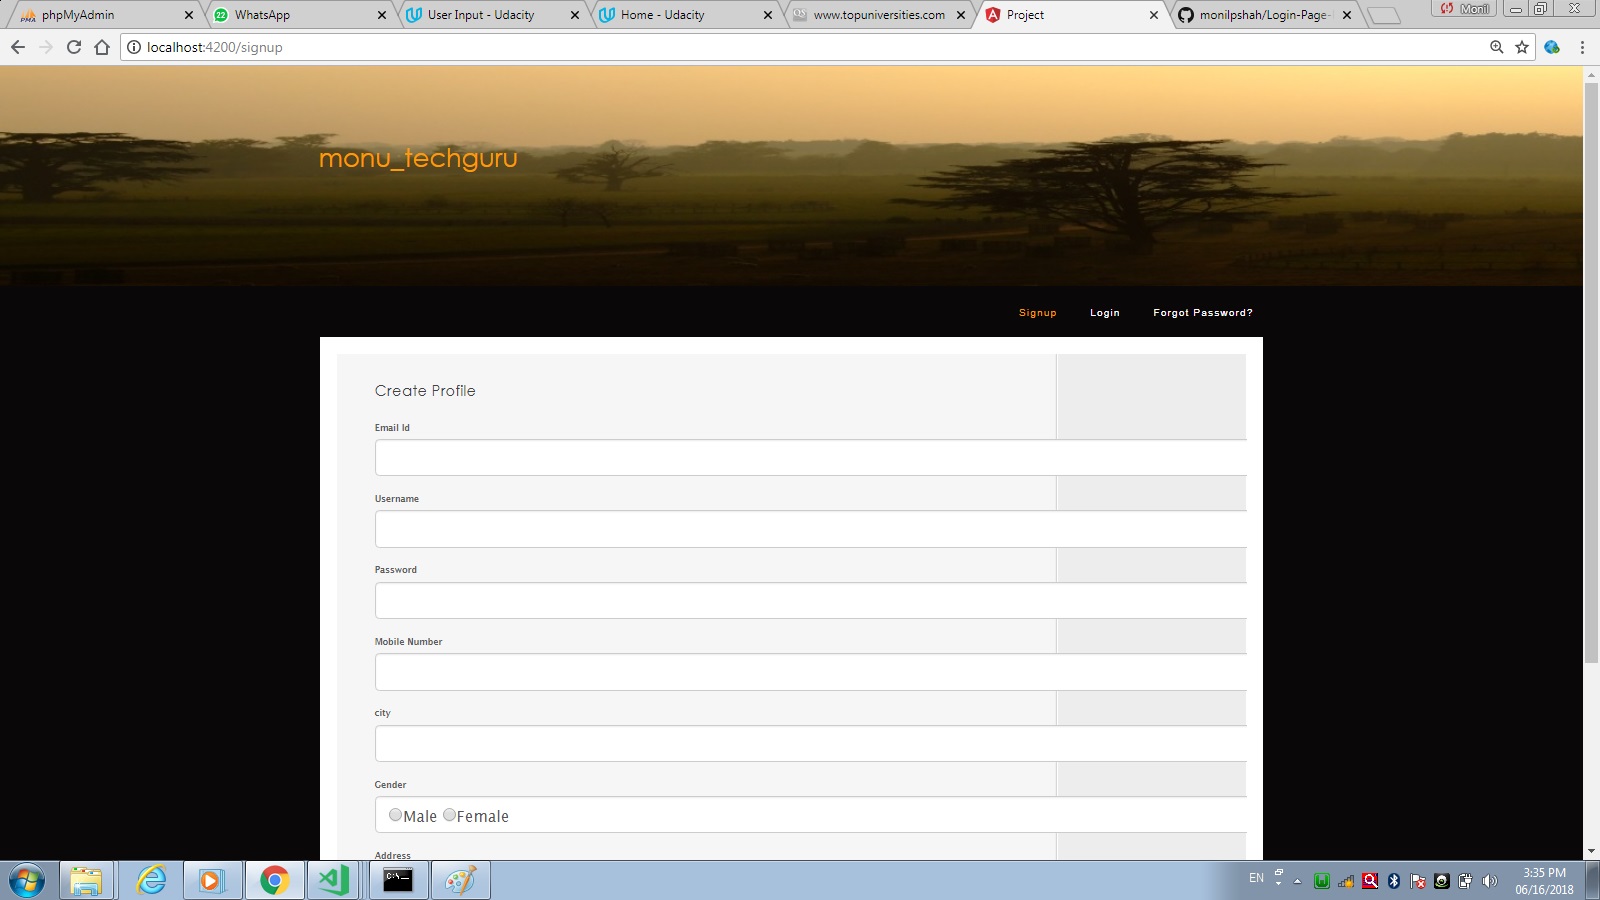 phpMyAdmin
22 WhatsApp
User Input - Udacity
Home - Udacity
QS www.topuniversities.com
Project
monilpshah/Login-Page-
Monil
localhost:4200/signup
monu_techguru
Signup Login Forgot Password?
Create Profile
Email Id
Username
Password
Mobile Number
city
Gender
Male Female
Address
EN
3:35 PM
06/16/2018